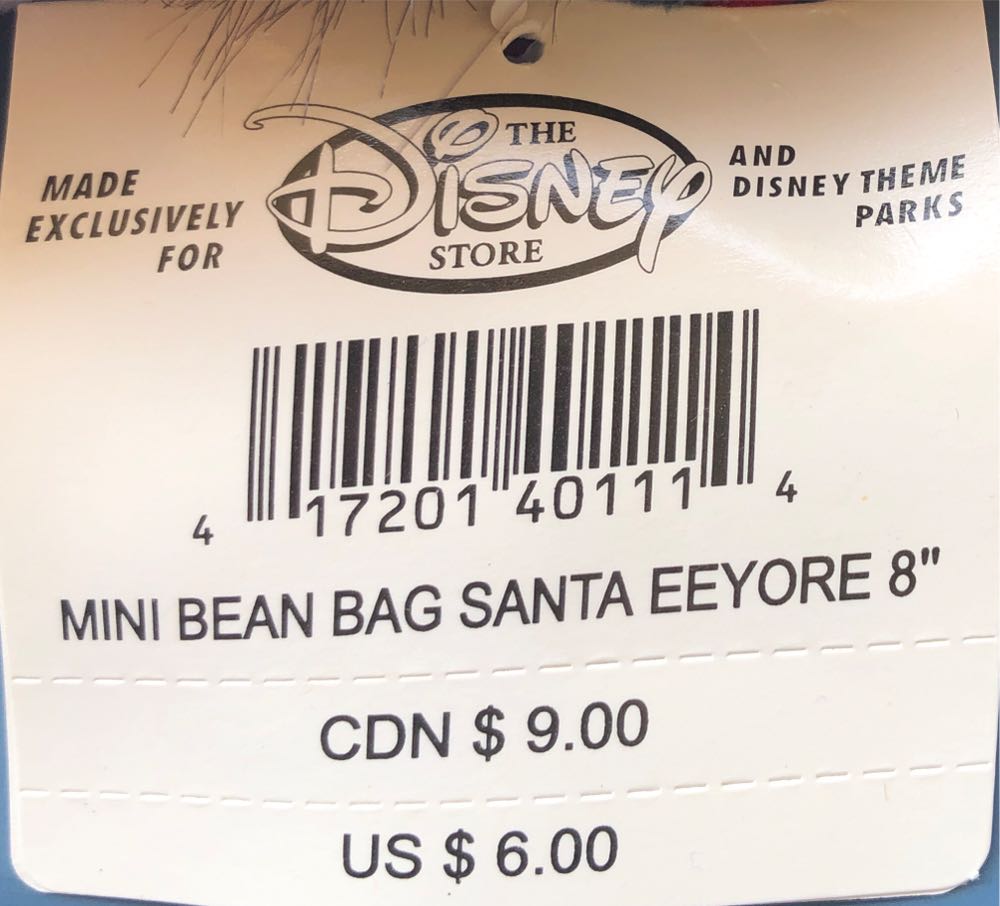 MADE
EXCLUSIVELY
FOR
THE
DISNEY
STORE
AND
DISNEY THEME
PARKS
4 17201 40111 4
MINI BEAN BAG SANTA EEYORE 8"
CDN $ 9.00
US $ 6.00